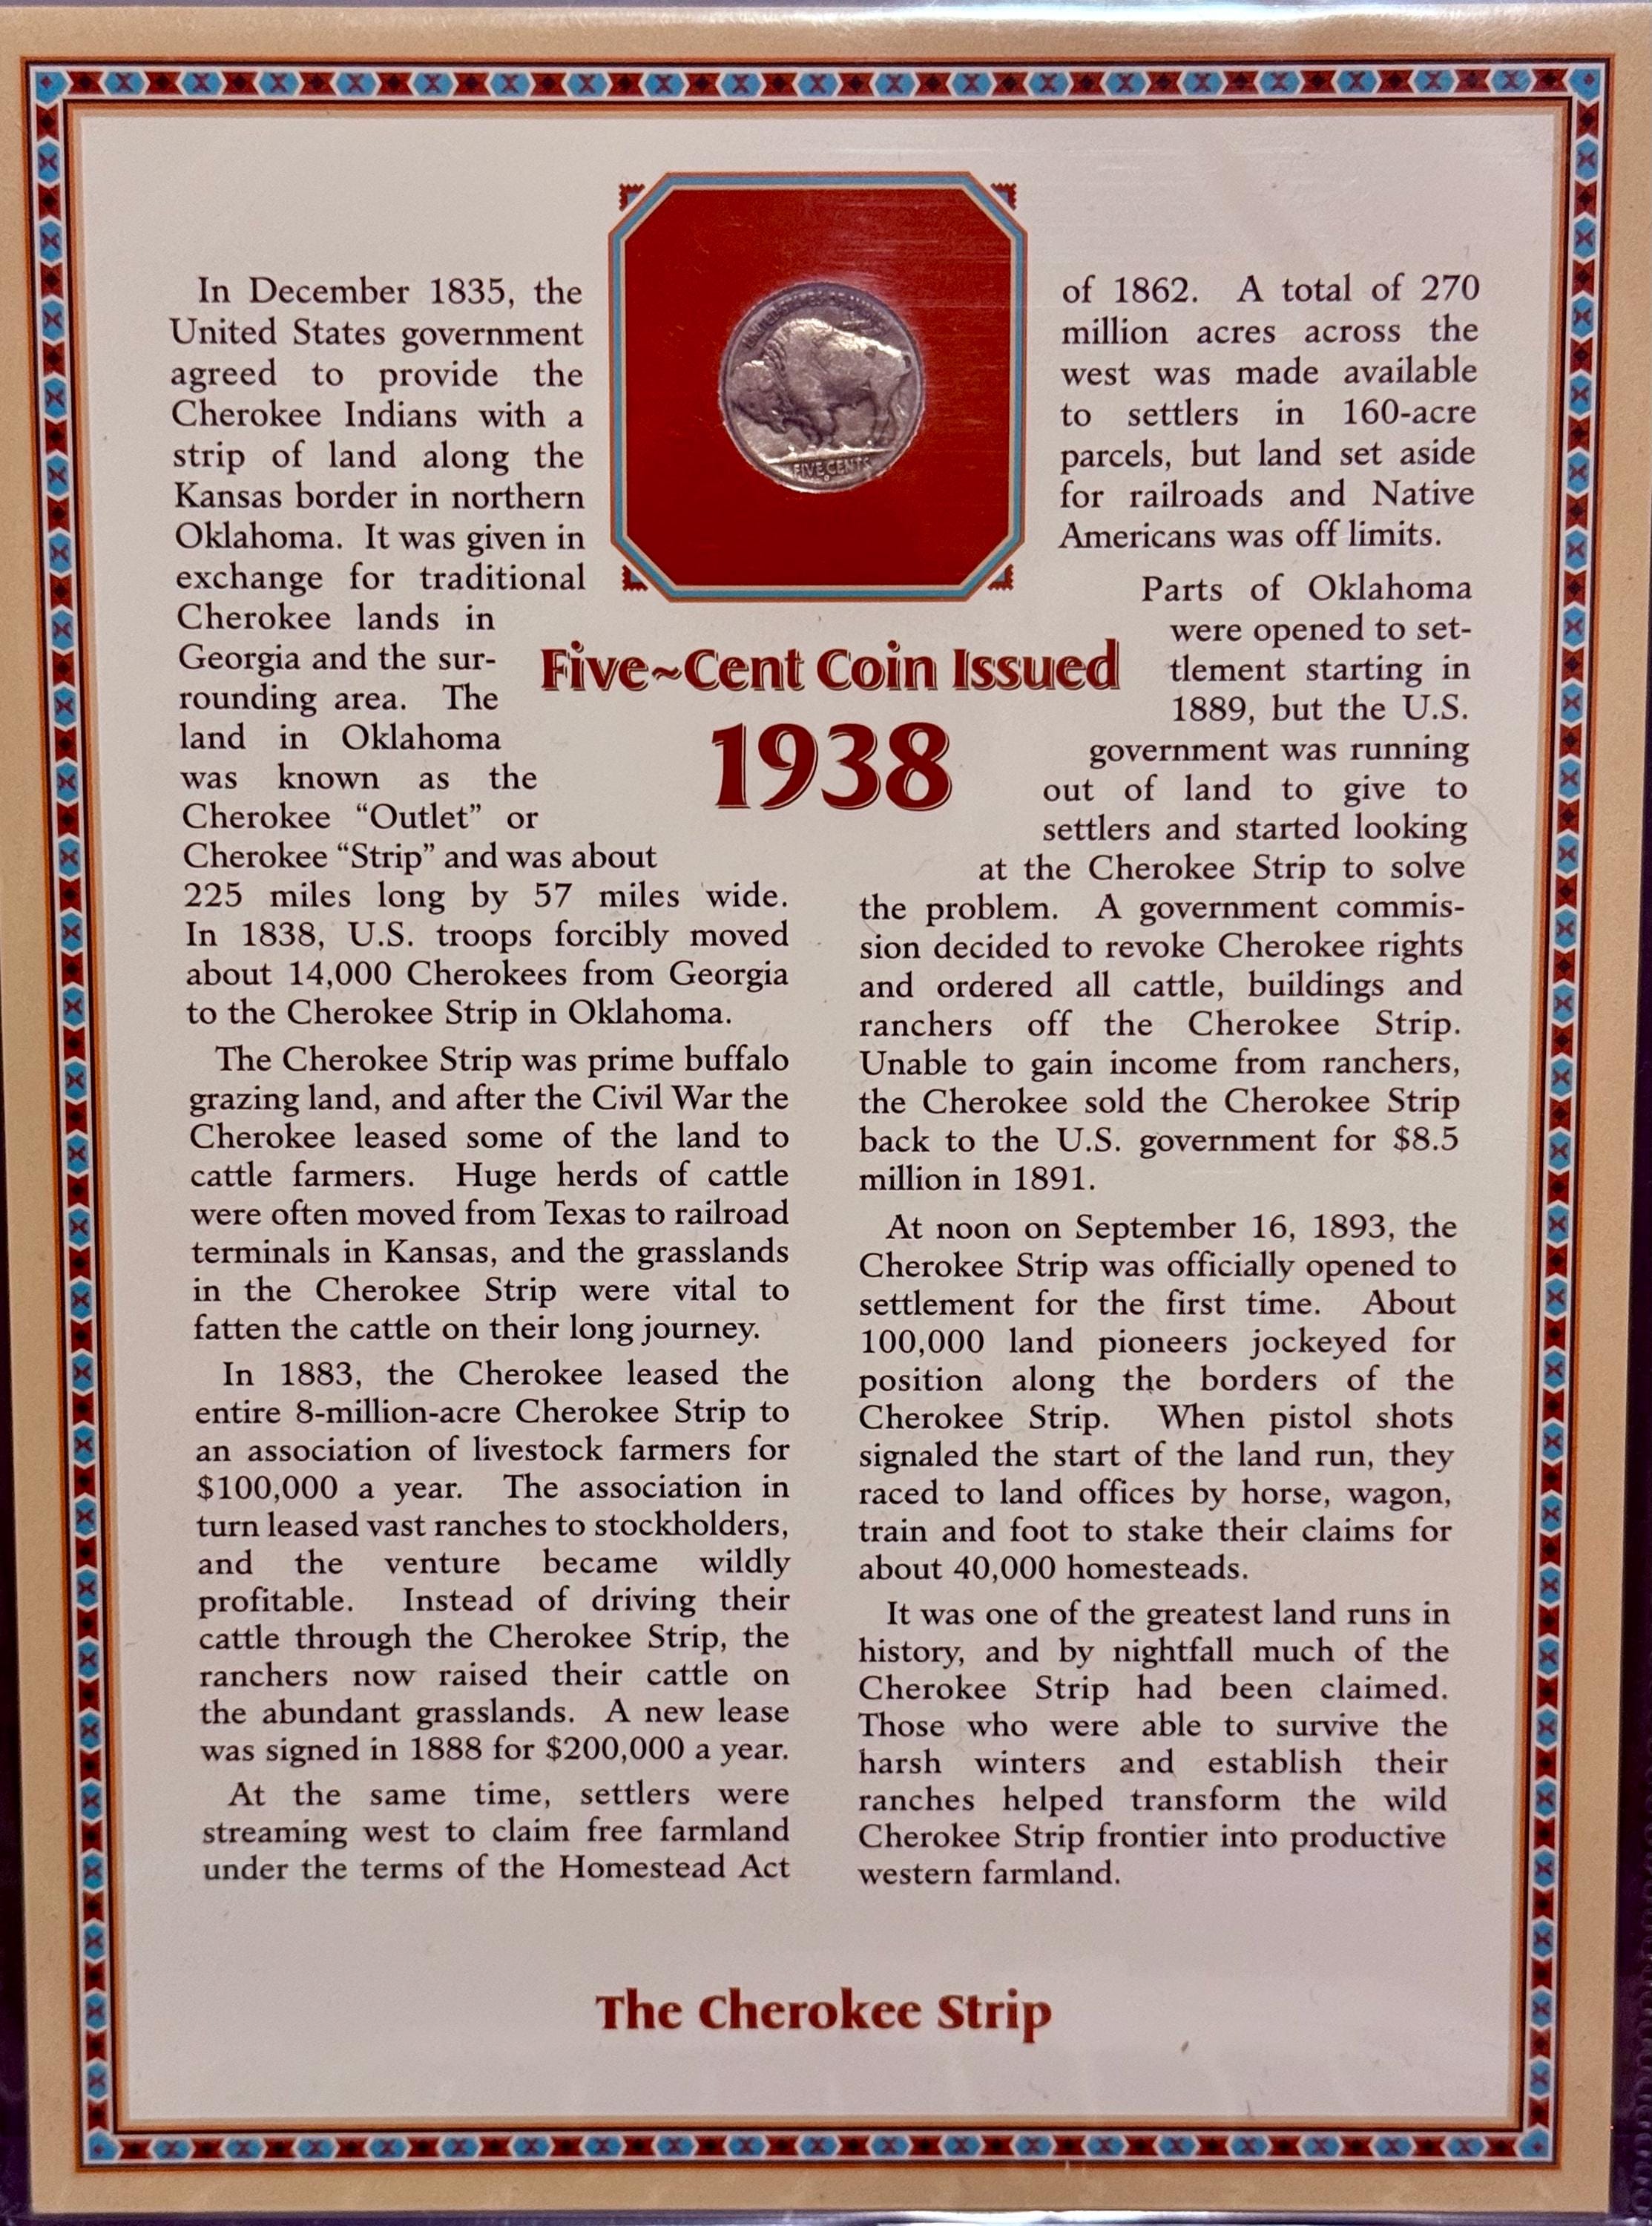 In December 1835, the
United States government
agreed to provide the
Cherokee Indians with a
strip of land along the
Kansas border in northern
Oklahoma. It was given in
exchange for traditional
Cherokee lands in
Georgia and the sur-
rounding area. The
land in Oklahoma
was known as the
Cherokee “Outlet” or
Cherokee “Strip” and was about
225 miles long by 57 miles wide.
In 1838, U.S. troops forcibly moved
about 14,000 Cherokees from Georgia
to the Cherokee Strip in Oklahoma.
The Cherokee Strip was prime buffalo
grazing land, and after the Civil War the
Cherokee leased some of the land to
cattle farmers. Huge herds of cattle
were often moved from Texas to railroad
terminals in Kansas, and the grasslands
in the Cherokee Strip were vital to
fatten the cattle on their long journey.
In 1883, the Cherokee leased the
entire 8-million-acre Cherokee Strip to
an association of livestock farmers for
$100,000 a year. The association in
turn leased vast ranches to stockholders,
and the venture became wildly
profitable. Instead of driving their
cattle through the Cherokee Strip, the
ranchers now raised their cattle on
the abundant grasslands. A new lease
was signed in 1888 for $200,000 a year.
At the same time, settlers were
streaming west to claim free farmland
under the terms of the Homestead Act
FIVE CENTS
Five~Cent Coin Issued
1938
of 1862. A total of 270
million acres across the
west was made available
to settlers in 160-acre
parcels, but land set aside
for railroads and Native
Americans was off limits.
Parts of Oklahoma
were opened to set-
tlement starting in
1889, but the U.S.
government was running
out of land to give to
settlers and started looking
at the Cherokee Strip to solve
the problem. A government commis-
sion decided to revoke Cherokee rights
and ordered all cattle, buildings and
ranchers off the Cherokee Strip.
Unable to gain income from ranchers,
the Cherokee sold the Cherokee Strip
back to the U.S. government for $8.5
million in 1891.
At noon on September 16, 1893, the
Cherokee Strip was officially opened to
settlement for the first time. About
100,000 land pioneers jockeyed for
position along the borders of the
Cherokee Strip. When pistol shots
signaled the start of the land run, they
raced to land offices by horse, wagon,
train and foot to stake their claims for
about 40,000 homesteads.
It was one of the greatest land runs in
history, and by nightfall much of the
Cherokee Strip had been claimed.
Those who were able to survive the
harsh winters and establish their
ranches helped transform the wild
Cherokee Strip frontier into productive
western farmland.
The Cherokee Strip